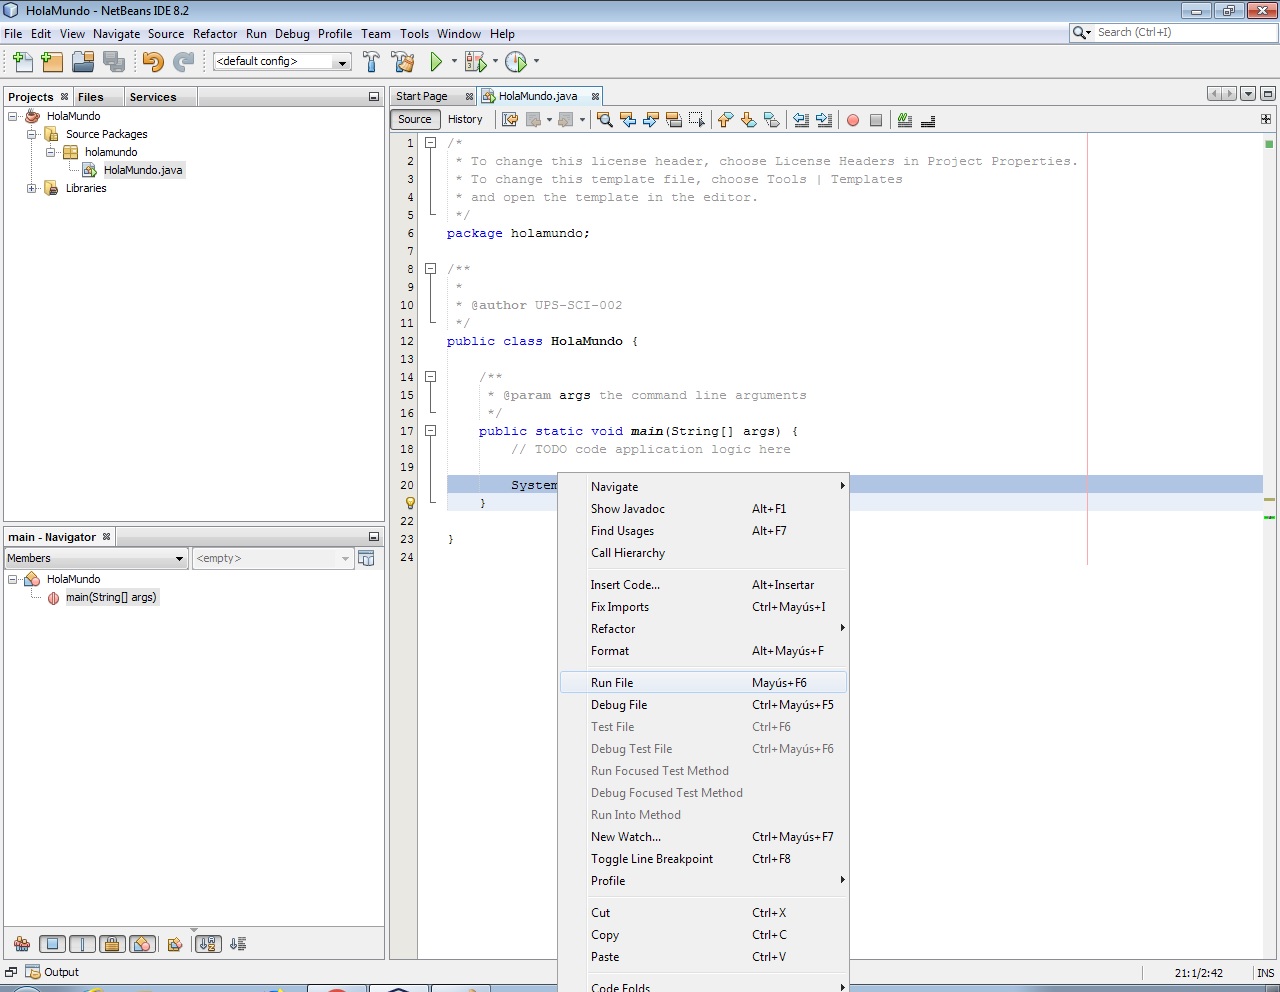 HolaMundo - NetBeans IDE 8.2
File Edit View Navigate Source Refactor Run Debug Profile Team Tools Window Help
Search (Ctrl+I)
<default config>
Projects Files Services
HolaMundo
Source Packages
holamundo
HolaMundo.java
Libraries
Start Page HolaMundo.java
Source History
1 /*
2 * To change this license header, choose License Headers in Project Properties.
3 * To change this template file, choose Tools | Templates
4 * and open the template in the editor.
5 */
6 package holamundo;
7
8 /**
9 *
10 * @author UPS-SCI-002
11 */
12 public class HolaMundo {
13
14 /**
15 * @param args the command line arguments
16 */
17 public static void main(String[] args) {
18 // TODO code application logic here
19
20 System
}
22
23 }
24
Navigate
Show Javadoc Alt+F1
Find Usages Alt+F7
Call Hierarchy
Insert Code... Alt+Insertar
Fix Imports Ctrl+Mayús+I
Refactor
Format Alt+Mayús+F
Run File Mayús+F6
Debug File Ctrl+Mayús+F5
Test File Ctrl+F6
Debug Test File Ctrl+Mayús+F6
Run Focused Test Method
Debug Focused Test Method
Run Into Method
New Watch... Ctrl+Mayús+F7
Toggle Line Breakpoint Ctrl+F8
Profile
Cut Ctrl+X
Copy Ctrl+C
Paste Ctrl+V
Code Folds
main - Navigator
Members <empty>
HolaMundo
main(String[] args)
Output
21:1/2:42 INS